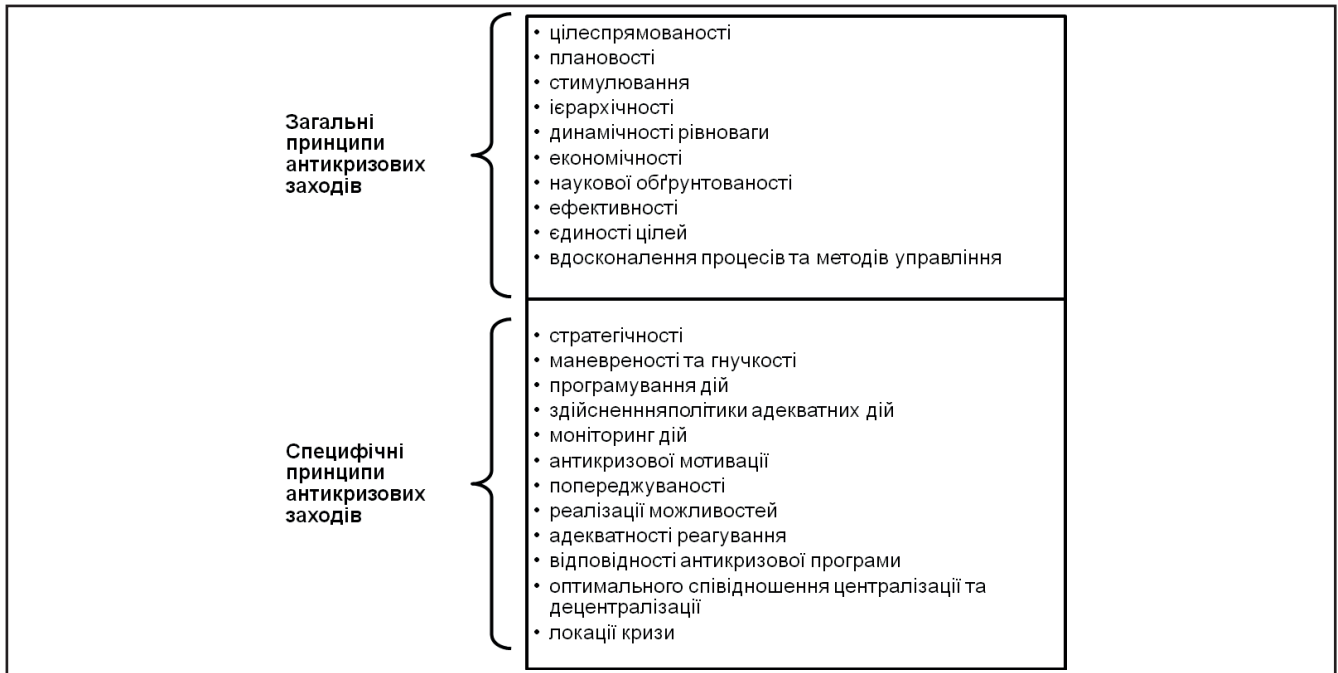 Загальні
принципи
антикризових
заходів
• цілеспрямованості
• плановості
• стимулювання
• ієрархічності
• динамічності рівноваги
• економічності
• наукової обґрунтованості
• ефективності
• єдиності цілей
• вдосконалення процесів та методів управління
Специфічні
принципи
антикризових
заходів
• стратегічності
• маневреності та гнучкості
• програмування дій
• здійсненнняполітики адекватних дій
• моніторинг дій
• антикризової мотивації
• попереджуваності
• реалізації можливостей
• адекватності реагування
• відповідності антикризової програми
• оптимального співідношення централізації та
децентралізації
• локації кризи